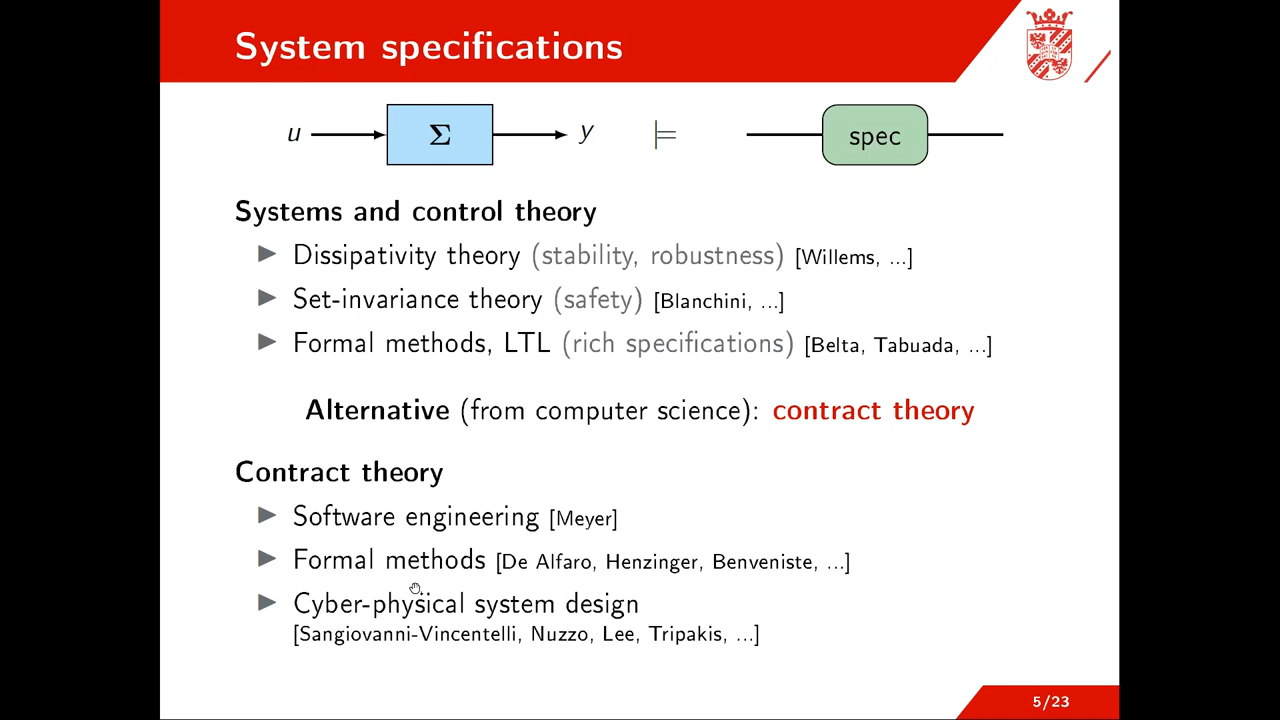 System specifications
u Σ y ⊨ spec
Systems and control theory
▶ Dissipativity theory (stability, robustness) [Willems, ...]
▶ Set-invariance theory (safety) [Blanchini, ...]
▶ Formal methods, LTL (rich specifications) [Belta, Tabuada, ...]
Alternative (from computer science): contract theory
Contract theory
▶ Software engineering [Meyer]
▶ Formal methods [De Alfaro, Henzinger, Benveniste, ...]
▶ Cyber-physical system design
[Sangiovanni-Vincentelli, Nuzzo, Lee, Tripakis, ...]
5/23